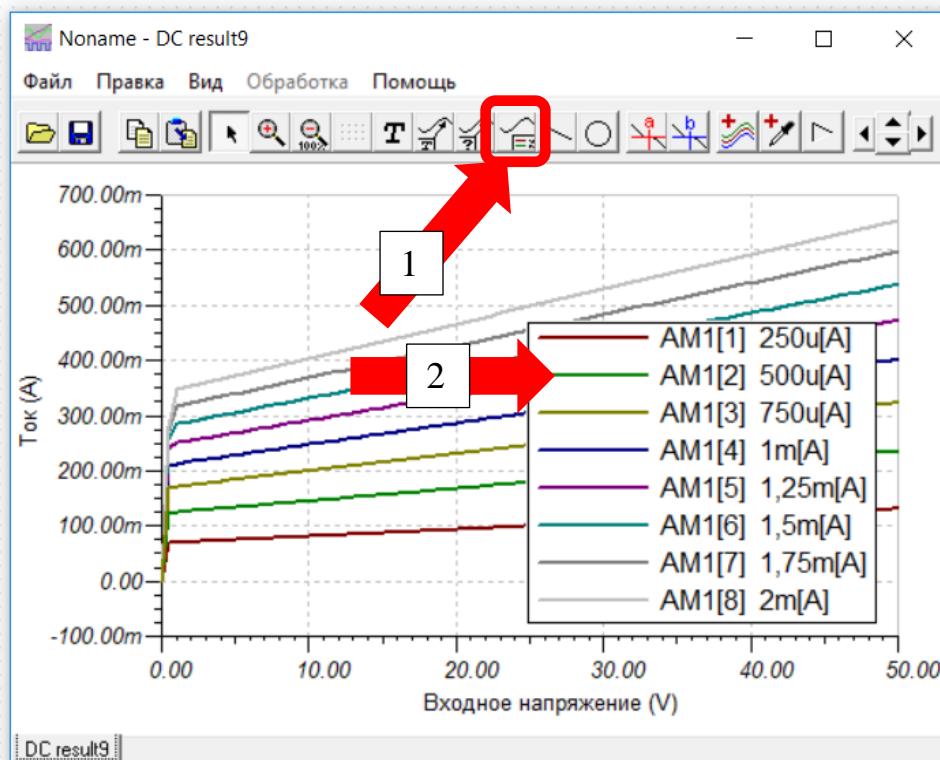 Noname - DC result9
Файл Правка Вид Обработка Помощь
100%
T
T
?
a
b
1
2
700.00m
600.00m
500.00m
400.00m
300.00m
200.00m
100.00m
0.00
-100.00m
Ток (А)
AM1[1] 250u[A]
AM1[2] 500u[A]
AM1[3] 750u[A]
AM1[4] 1m[A]
AM1[5] 1,25m[A]
AM1[6] 1,5m[A]
AM1[7] 1,75m[A]
AM1[8] 2m[A]
0.00 10.00 20.00 30.00 40.00 50.00
Входное напряжение (V)
DC result9